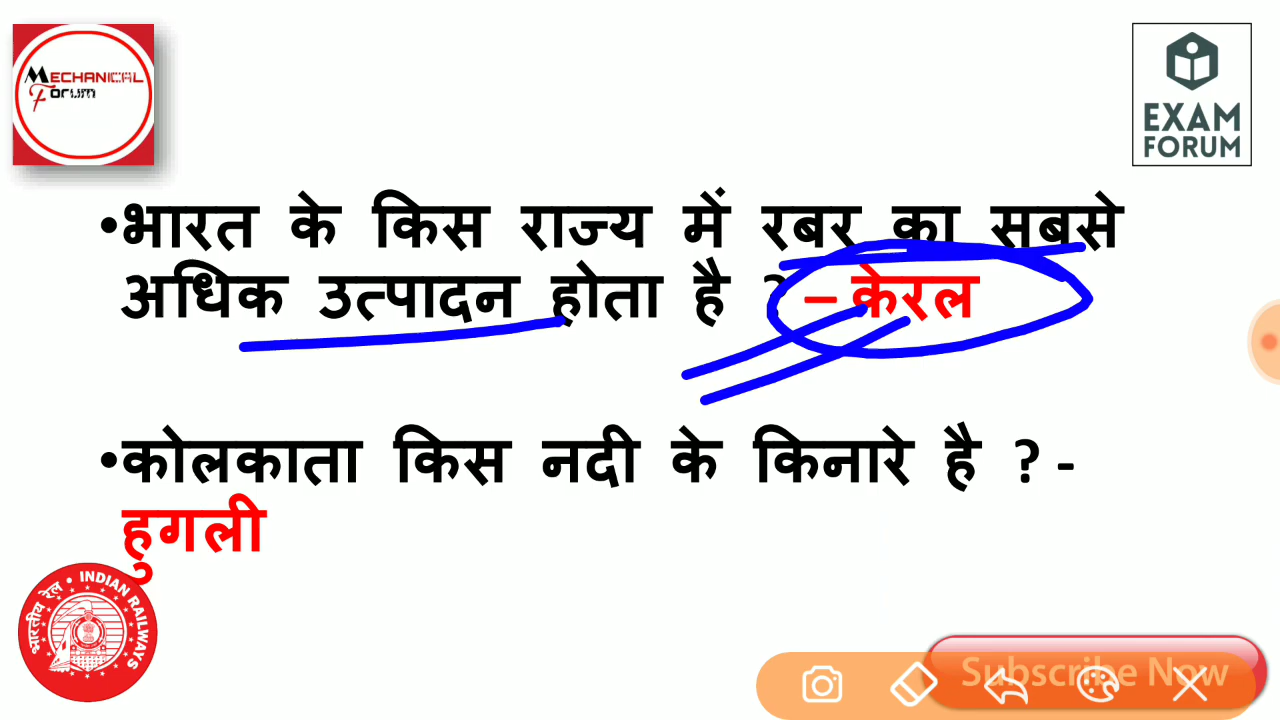 MECHANICAL
Forum
EXAM
FORUM
•भारत के किस राज्य में रबर का सबसे
अधिक उत्पादन होता है ? – केरल
•कोलकाता किस नदी के किनारे है ? -
हुगली
भारतीय रेल • INDIAN RAILWAYS
Subscribe Now